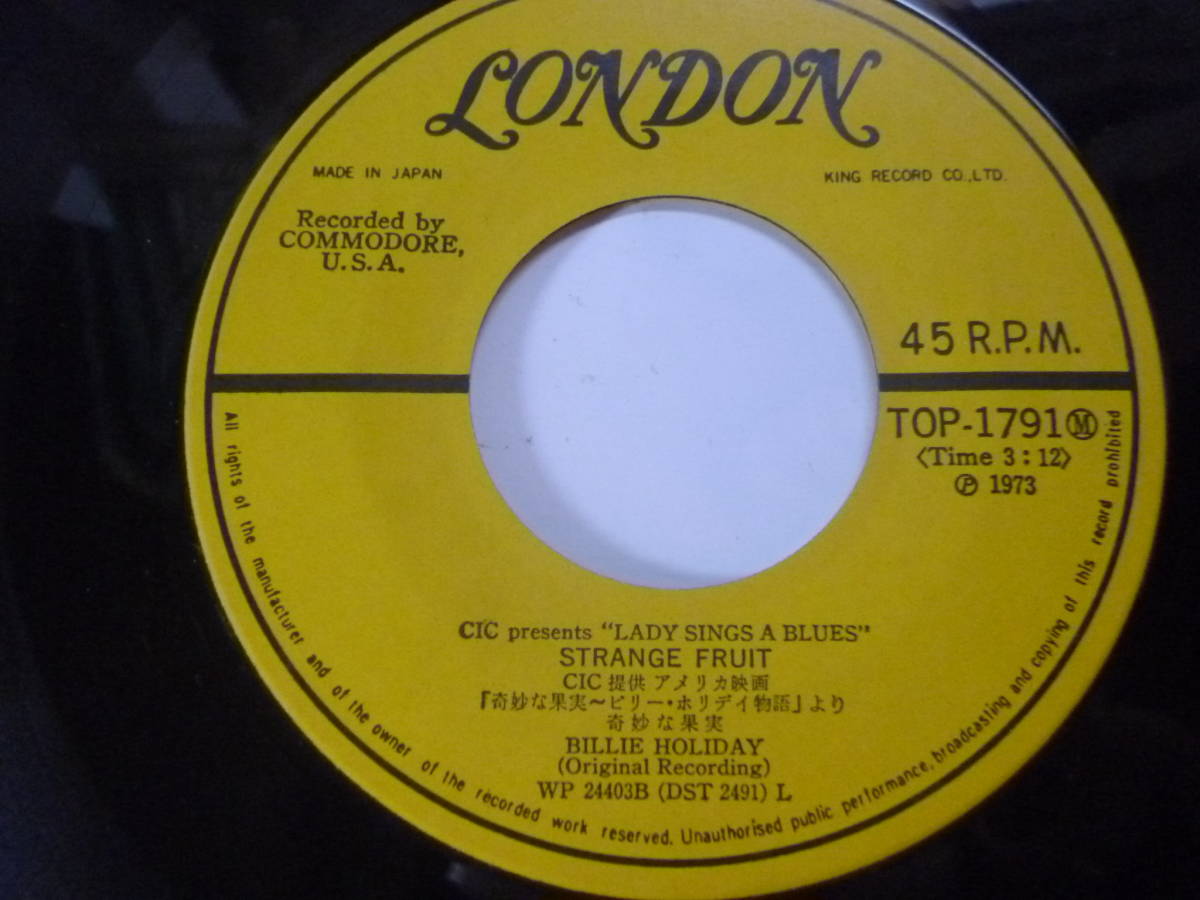 LONDON
MADE IN JAPAN
KING RECORD CO.,LTD.
Recorded by
COMMODORE,
U.S.A.
45 R.P.M.
TOP-1791Ⓜ
〈Time 3:12〉
Ⓟ 1973
CIC presents "LADY SINGS A BLUES"
STRANGE FRUIT
CIC 提供 アメリカ映画
「奇妙な果実〜ビリー・ホリデイ物語」より
奇妙な果実
BILLIE HOLIDAY
(Original Recording)
WP 24403B (DST 2491) L
All rights of the manufacturer and of the owner of the recorded work reserved. Unauthorised public performance, broadcasting and copying of this record prohibited